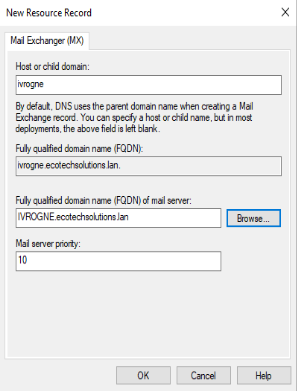 New Resource Record
Mail Exchanger (MX)
Host or child domain:
ivrogne
By default, DNS uses the parent domain name when creating a Mail
Exchange record. You can specify a host or child name, but in most
deployments, the above field is left blank.
Fully qualified domain name (FQDN):
ivrogne.ecotechsolutions.lan.
Fully qualified domain name (FQDN) of mail server:
IVROGNE.ecotechsolutions.lan
Browse...
Mail server priority:
10
OK
Cancel
Help